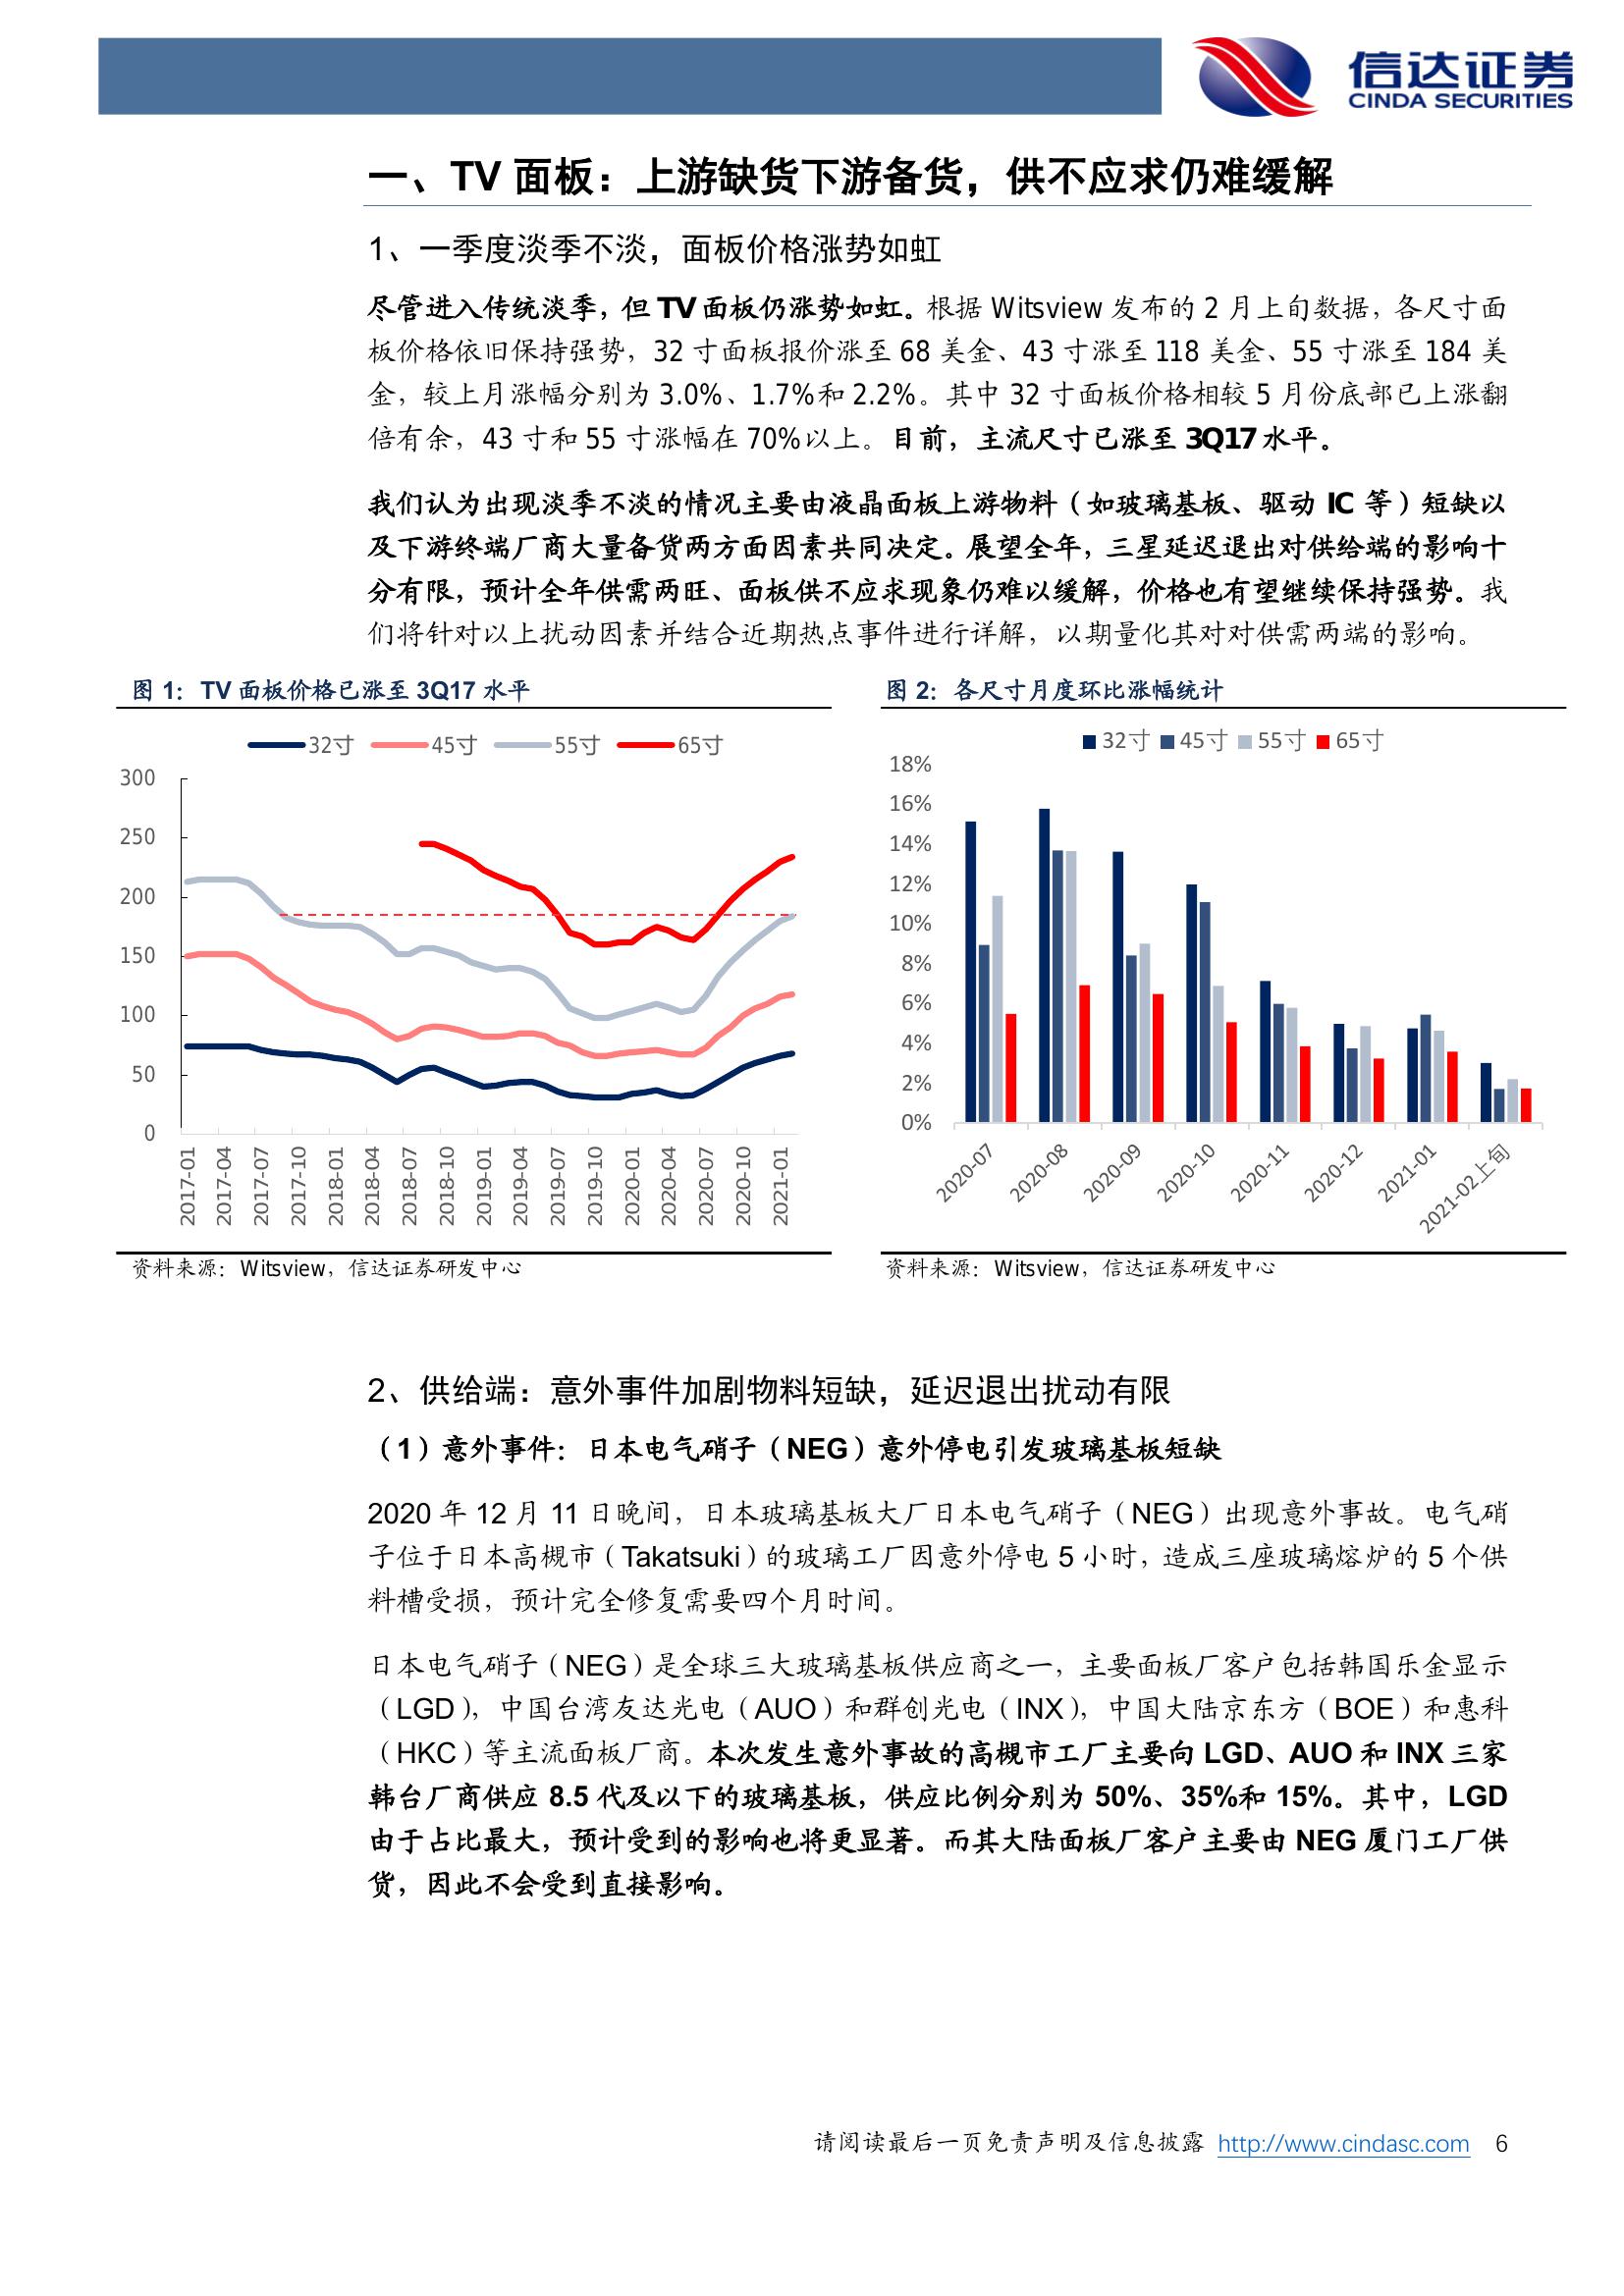 信达证券
CINDA SECURITIES
一、TV 面板：上游缺货下游备货，供不应求仍难缓解
1、一季度淡季不淡，面板价格涨势如虹
尽管进入传统淡季，但 TV 面板仍涨势如虹。根据 Witsview 发布的 2 月上旬数据，各尺寸面
板价格依旧保持强势，32 寸面板报价涨至 68 美金、43 寸涨至 118 美金、55 寸涨至 184 美
金，较上月涨幅分别为 3.0%、1.7%和 2.2%。其中 32 寸面板价格相较 5 月份底部已上涨翻
倍有余，43 寸和 55 寸涨幅在 70%以上。目前，主流尺寸已涨至 3Q17 水平。
我们认为出现淡季不淡的情况主要由液晶面板上游物料（如玻璃基板、驱动 IC 等）短缺以
及下游终端厂商大量备货两方面因素共同决定。展望全年，三星延迟退出对供给端的影响十
分有限，预计全年供需两旺、面板供不应求现象仍难以缓解，价格也有望继续保持强势。我
们将针对以上扰动因素并结合近期热点事件进行详解，以期量化其对对供需两端的影响。
图 1：TV 面板价格已涨至 3Q17 水平
32寸 45寸 55寸 65寸
300
250
200
150
100
50
0
2017-01 2017-04 2017-07 2017-10 2018-01 2018-04 2018-07 2018-10 2019-01 2019-04 2019-07 2019-10 2020-01 2020-04 2020-07 2020-10 2021-01
资料来源：Witsview，信达证券研发中心
图 2：各尺寸月度环比涨幅统计
32寸 45寸 55寸 65寸
18%
16%
14%
12%
10%
8%
6%
4%
2%
0%
2020-07 2020-08 2020-09 2020-10 2020-11 2020-12 2021-01 2021-02上旬
资料来源：Witsview，信达证券研发中心
2、供给端：意外事件加剧物料短缺，延迟退出扰动有限
（1）意外事件：日本电气硝子（NEG）意外停电引发玻璃基板短缺
2020 年 12 月 11 日晚间，日本玻璃基板大厂日本电气硝子（NEG）出现意外事故。电气硝
子位于日本高槻市（Takatsuki）的玻璃工厂因意外停电 5 小时，造成三座玻璃熔炉的 5 个供
料槽受损，预计完全修复需要四个月时间。
日本电气硝子（NEG）是全球三大玻璃基板供应商之一，主要面板厂客户包括韩国乐金显示
（LGD），中国台湾友达光电（AUO）和群创光电（INX），中国大陆京东方（BOE）和惠科
（HKC）等主流面板厂商。本次发生意外事故的高槻市工厂主要向 LGD、AUO 和 INX 三家
韩台厂商供应 8.5 代及以下的玻璃基板，供应比例分别为 50%、35%和 15%。其中，LGD
由于占比最大，预计受到的影响也将更显著。而其大陆面板厂客户主要由 NEG 厦门工厂供
货，因此不会受到直接影响。
请阅读最后一页免责声明及信息披露 http://www.cindasc.com 6